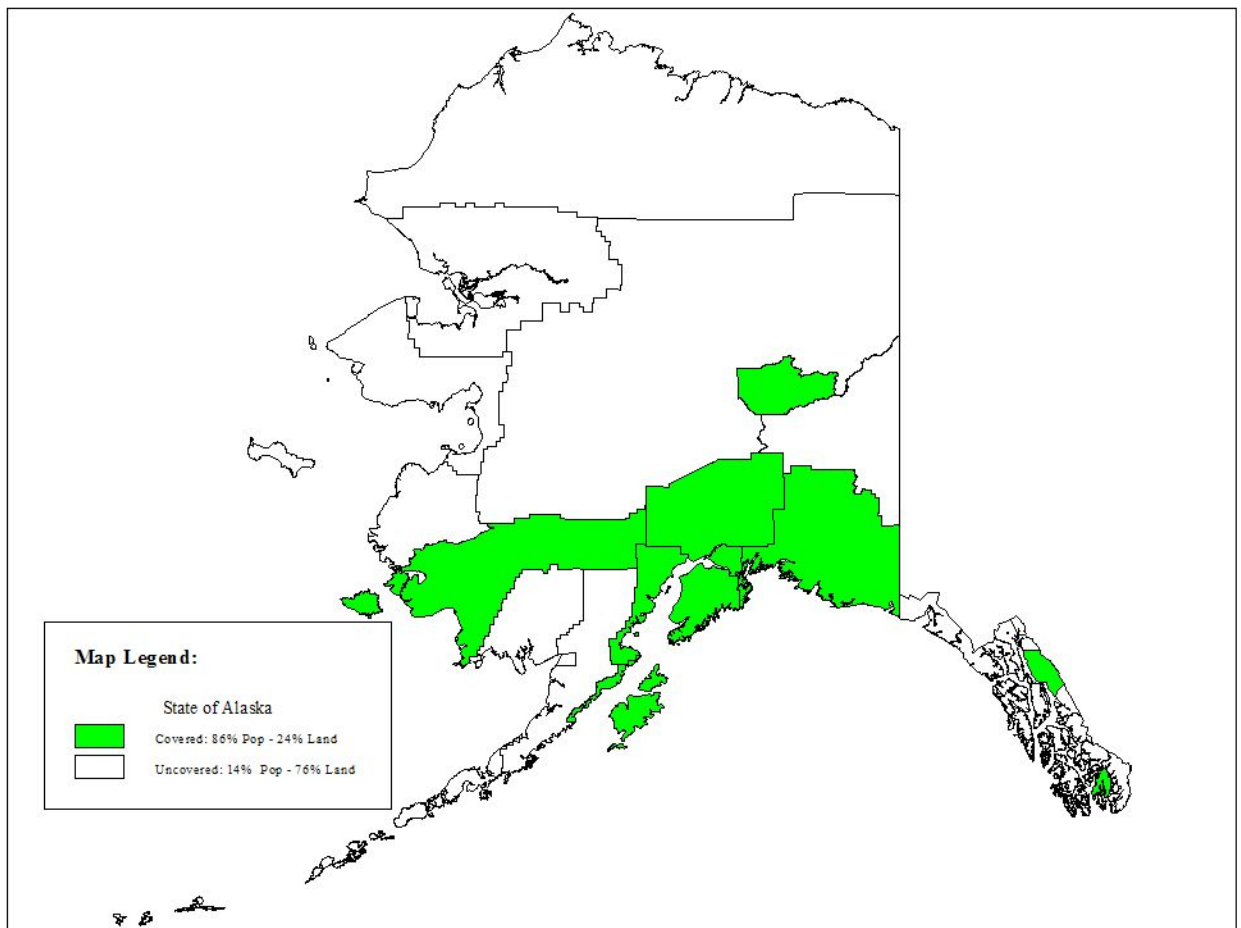 Map Legend:
State of Alaska
Covered: 86% Pop - 24% Land
Uncovered: 14% Pop - 76% Land